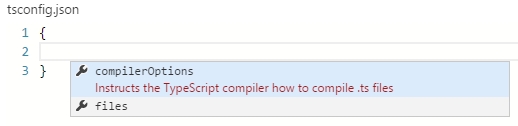 tsconfig.json
1 {
2
3 }
compilerOptions
Instructs the TypeScript compiler how to compile .ts files
files